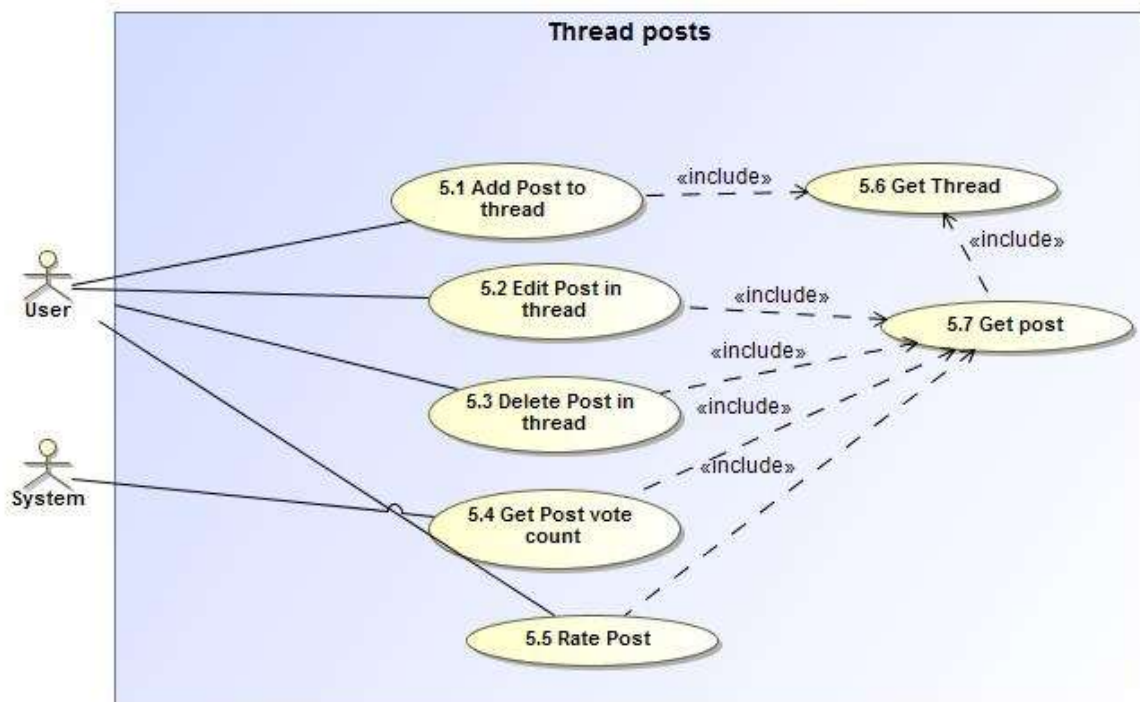 Thread posts
5.1 Add Post to
thread
«include»
5.6 Get Thread
«include»
User
5.2 Edit Post in
thread
«include»
5.7 Get post
«include»
5.3 Delete Post in
thread
«include»
«include»
System
5.4 Get Post vote
count
5.5 Rate Post